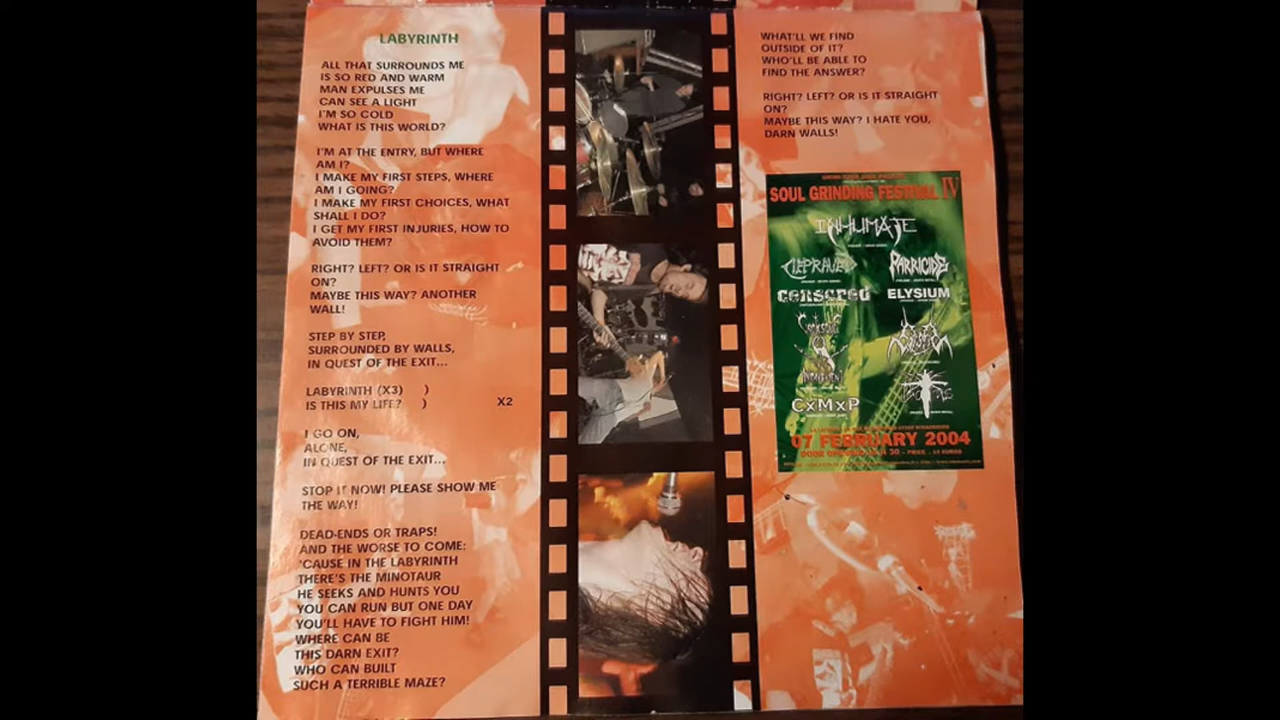 LABYRINTH
ALL THAT SURROUNDS ME
IS SO RED AND WARM
MAN EXPULSES ME
CAN SEE A LIGHT
I'M SO COLD
WHAT IS THIS WORLD?
I'M AT THE ENTRY, BUT WHERE
AM I?
I MAKE MY FIRST STEPS, WHERE
AM I GOING?
I MAKE MY FIRST CHOICES, WHAT
SHALL I DO?
I GET MY FIRST INJURIES, HOW TO
AVOID THEM?
RIGHT? LEFT? OR IS IT STRAIGHT
ON?
MAYBE THIS WAY? ANOTHER
WALL!
STEP BY STEP,
SURROUNDED BY WALLS,
IN QUEST OF THE EXIT...
LABYRINTH (X3) )
IS THIS MY LIFE? ) X2
I GO ON,
ALONE,
IN QUEST OF THE EXIT...
STOP IT NOW! PLEASE SHOW ME
THE WAY!
DEAD-ENDS OR TRAPS!
AND THE WORSE TO COME:
'CAUSE IN THE LABYRINTH
THERE'S THE MINOTAUR
HE SEEKS AND HUNTS YOU
YOU CAN RUN BUT ONE DAY
YOU'LL HAVE TO FIGHT HIM!
WHERE CAN BE
THIS DARN EXIT?
WHO CAN BUILT
SUCH A TERRIBLE MAZE?
WHAT'LL WE FIND
OUTSIDE OF IT?
WHO'LL BE ABLE TO
FIND THE ANSWER?
RIGHT? LEFT? OR IS IT STRAIGHT
ON?
MAYBE THIS WAY? I HATE YOU,
DARN WALLS!
SOUL GRINDING FESTIVAL IV
INHUMATE
DEPRAVED PARRICIDE
CENSORED ELYSIUM
CxMxP
07 FEBRUARY 2004